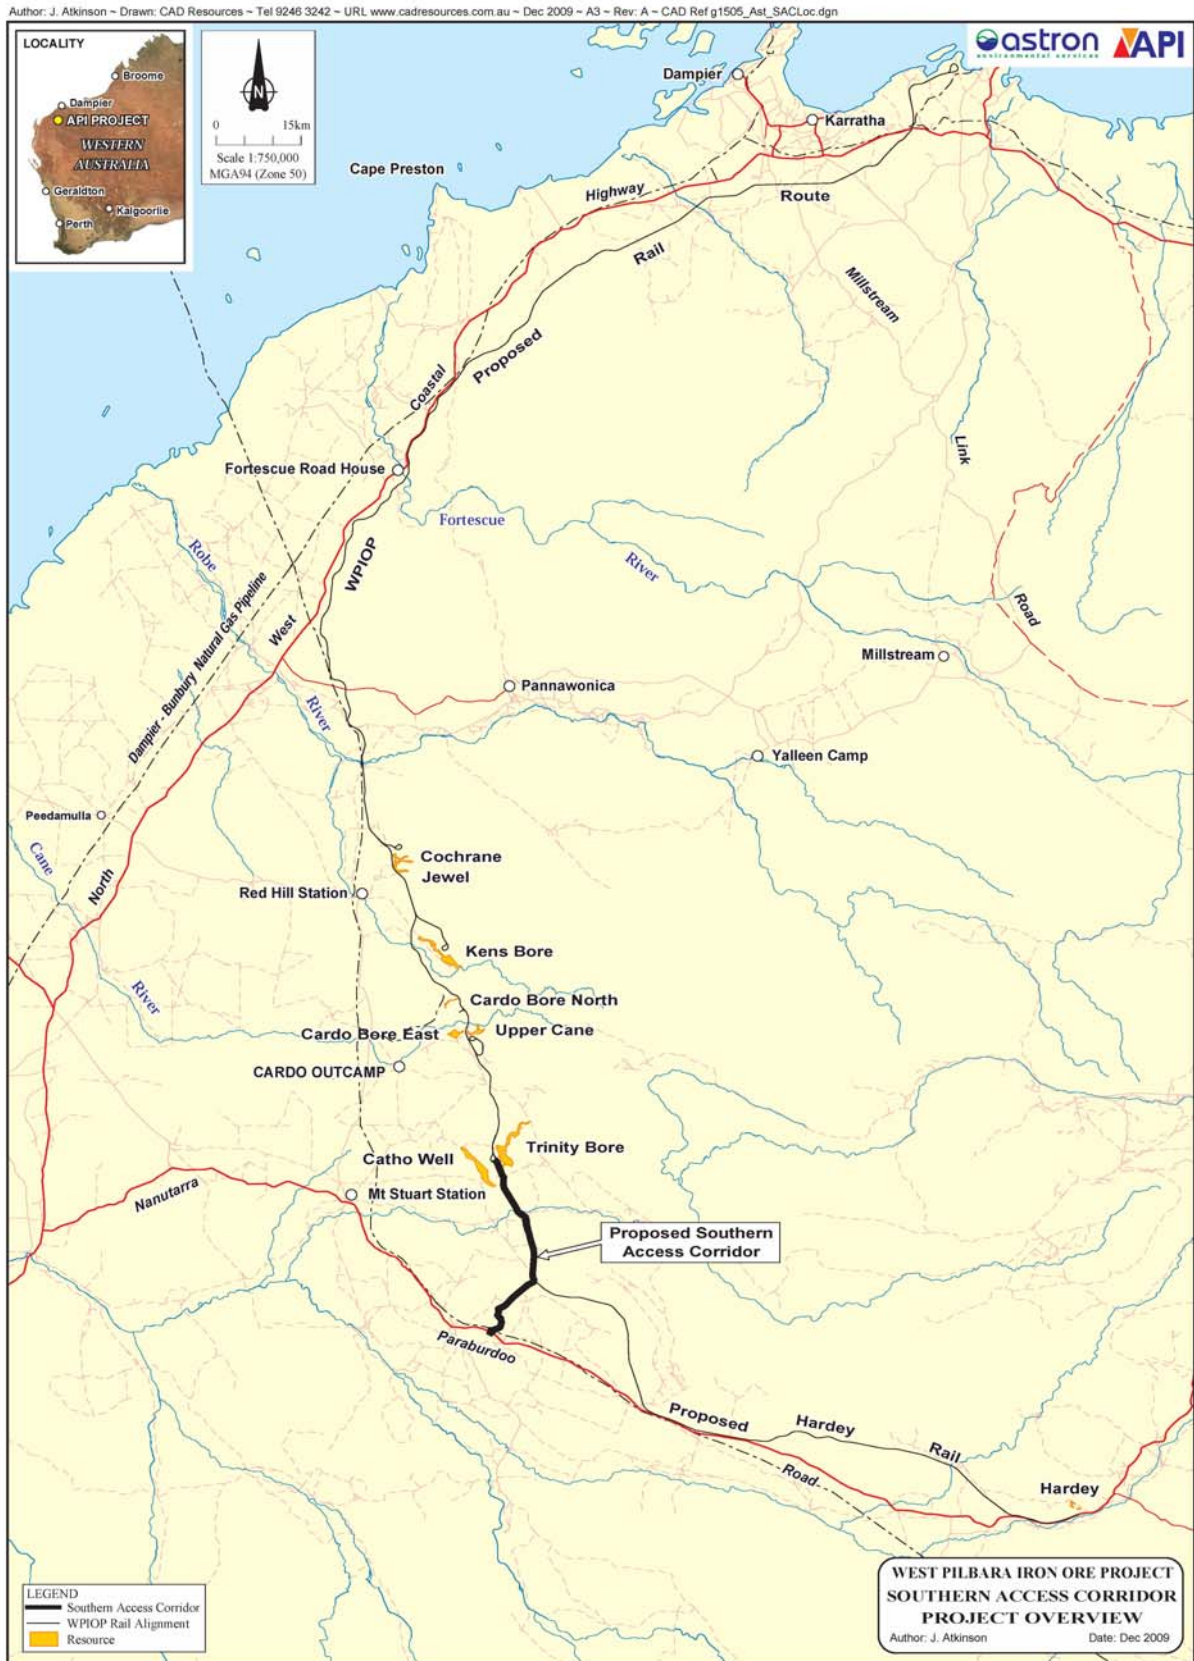 Author: J. Atkinson ~ Drawn: CAD Resources ~ Tel 9246 3242 ~ URL www.cadresources.com.au ~ Dec 2009 ~ A3 ~ Rev: A ~ CAD Ref g1505_Ast_SACLoc.dgn
LOCALITY
Broome
Dampier
API PROJECT
WESTERN
AUSTRALIA
Geraldton
Kalgoorlie
Perth
N
0 15km
Scale 1:750,000
MGA94 (Zone 50)
astron
environmental services
API
Dampier
Karratha
Cape Preston
Highway
Route
Rail
Millstream
Proposed
Coastal
Link
Fortescue Road House
Fortescue
River
Robe
WPIOP
West
Road
Dampier - Bunbury Natural Gas Pipeline
Millstream
Pannawonica
River
Yalleen Camp
Peedamulla
Cane
North
Cochrane
Jewel
Red Hill Station
Kens Bore
River
Cardo Bore North
Cardo Bore East
Upper Cane
CARDO OUTCAMP
Trinity Bore
Catho Well
Nanutarra
Mt Stuart Station
Proposed Southern
Access Corridor
Paraburdoo
Proposed
Hardey
Rail
Road
Hardey
LEGEND
Southern Access Corridor
WPIOP Rail Alignment
Resource
WEST PILBARA IRON ORE PROJECT
SOUTHERN ACCESS CORRIDOR
PROJECT OVERVIEW
Author: J. Atkinson Date: Dec 2009